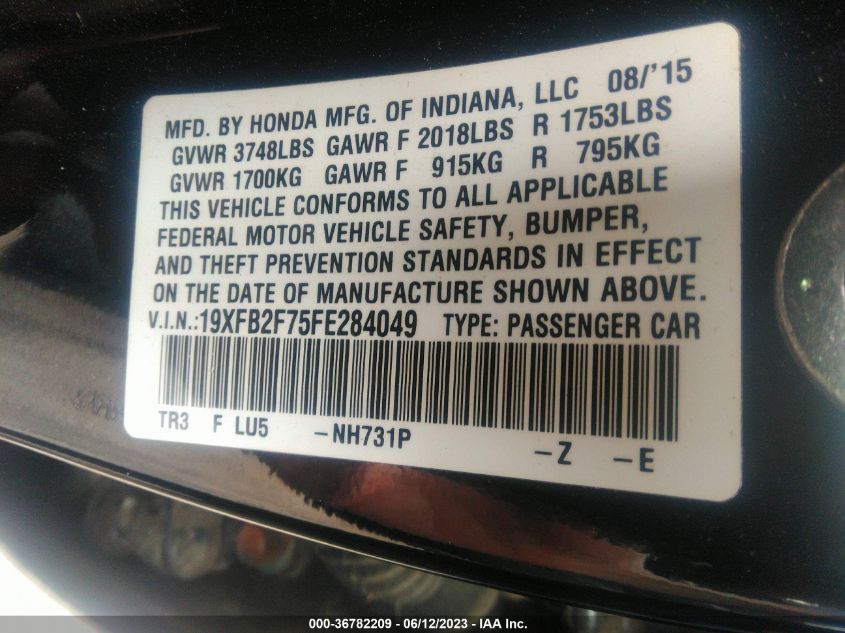 MFD. BY HONDA MFG. OF INDIANA, LLC 08/'15
GVWR 3748LBS GAWR F 2018LBS R 1753LBS
GVWR 1700KG GAWR F 915KG R 795KG
THIS VEHICLE CONFORMS TO ALL APPLICABLE
FEDERAL MOTOR VEHICLE SAFETY, BUMPER,
AND THEFT PREVENTION STANDARDS IN EFFECT
ON THE DATE OF MANUFACTURE SHOWN ABOVE.
V.I.N.:19XFB2F75FE284049 TYPE: PASSENGER CAR
TR3 F LU5 -NH731P -Z -E
000-36782209 - 06/12/2023 - IAA Inc.